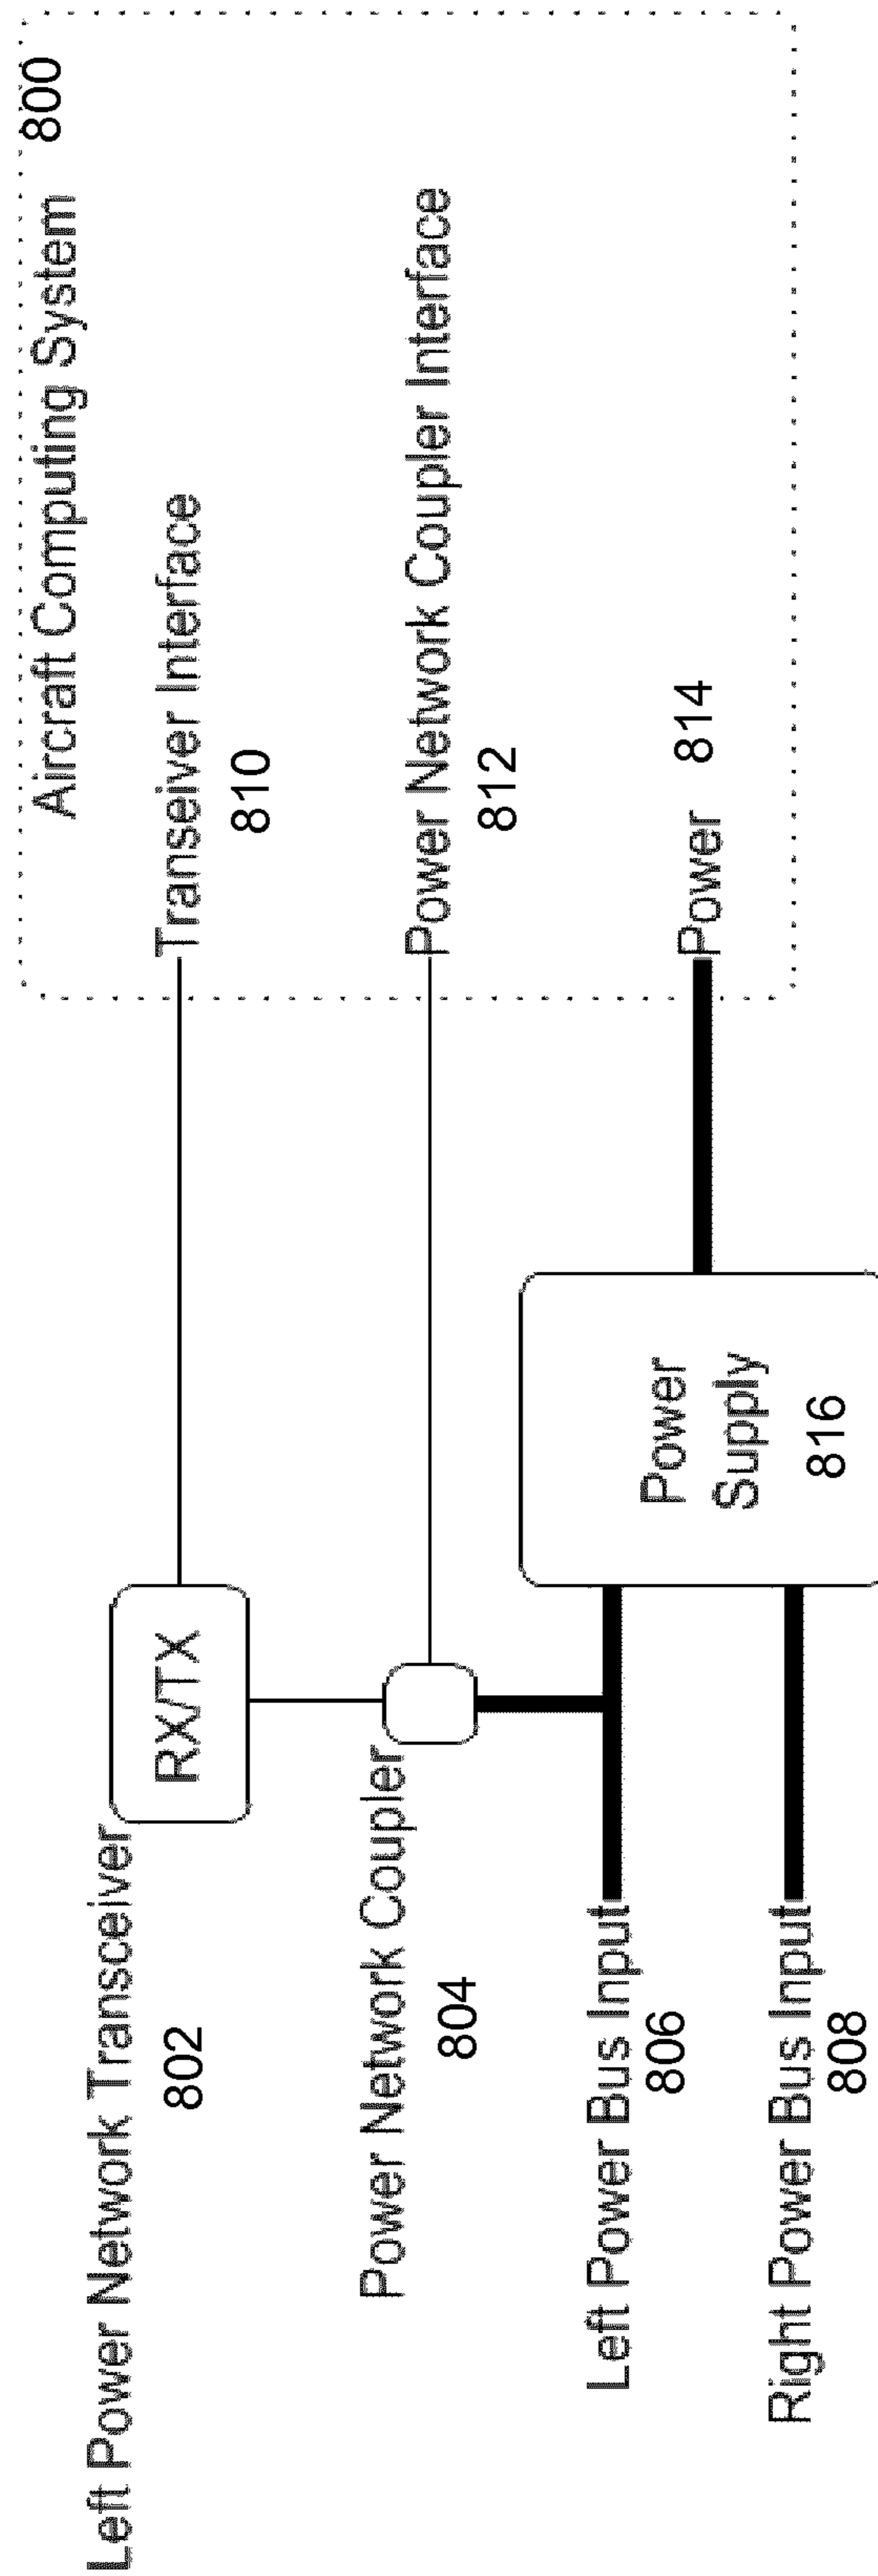 Aircraft Computing System
800
Left Power Network Transceiver
802
RX/TX
Transeiver Interface
810
Power Network Coupler
804
Power Network Coupler Interface
812
Left Power Bus Input
806
Right Power Bus Input
808
Power
Supply
816
Power 814